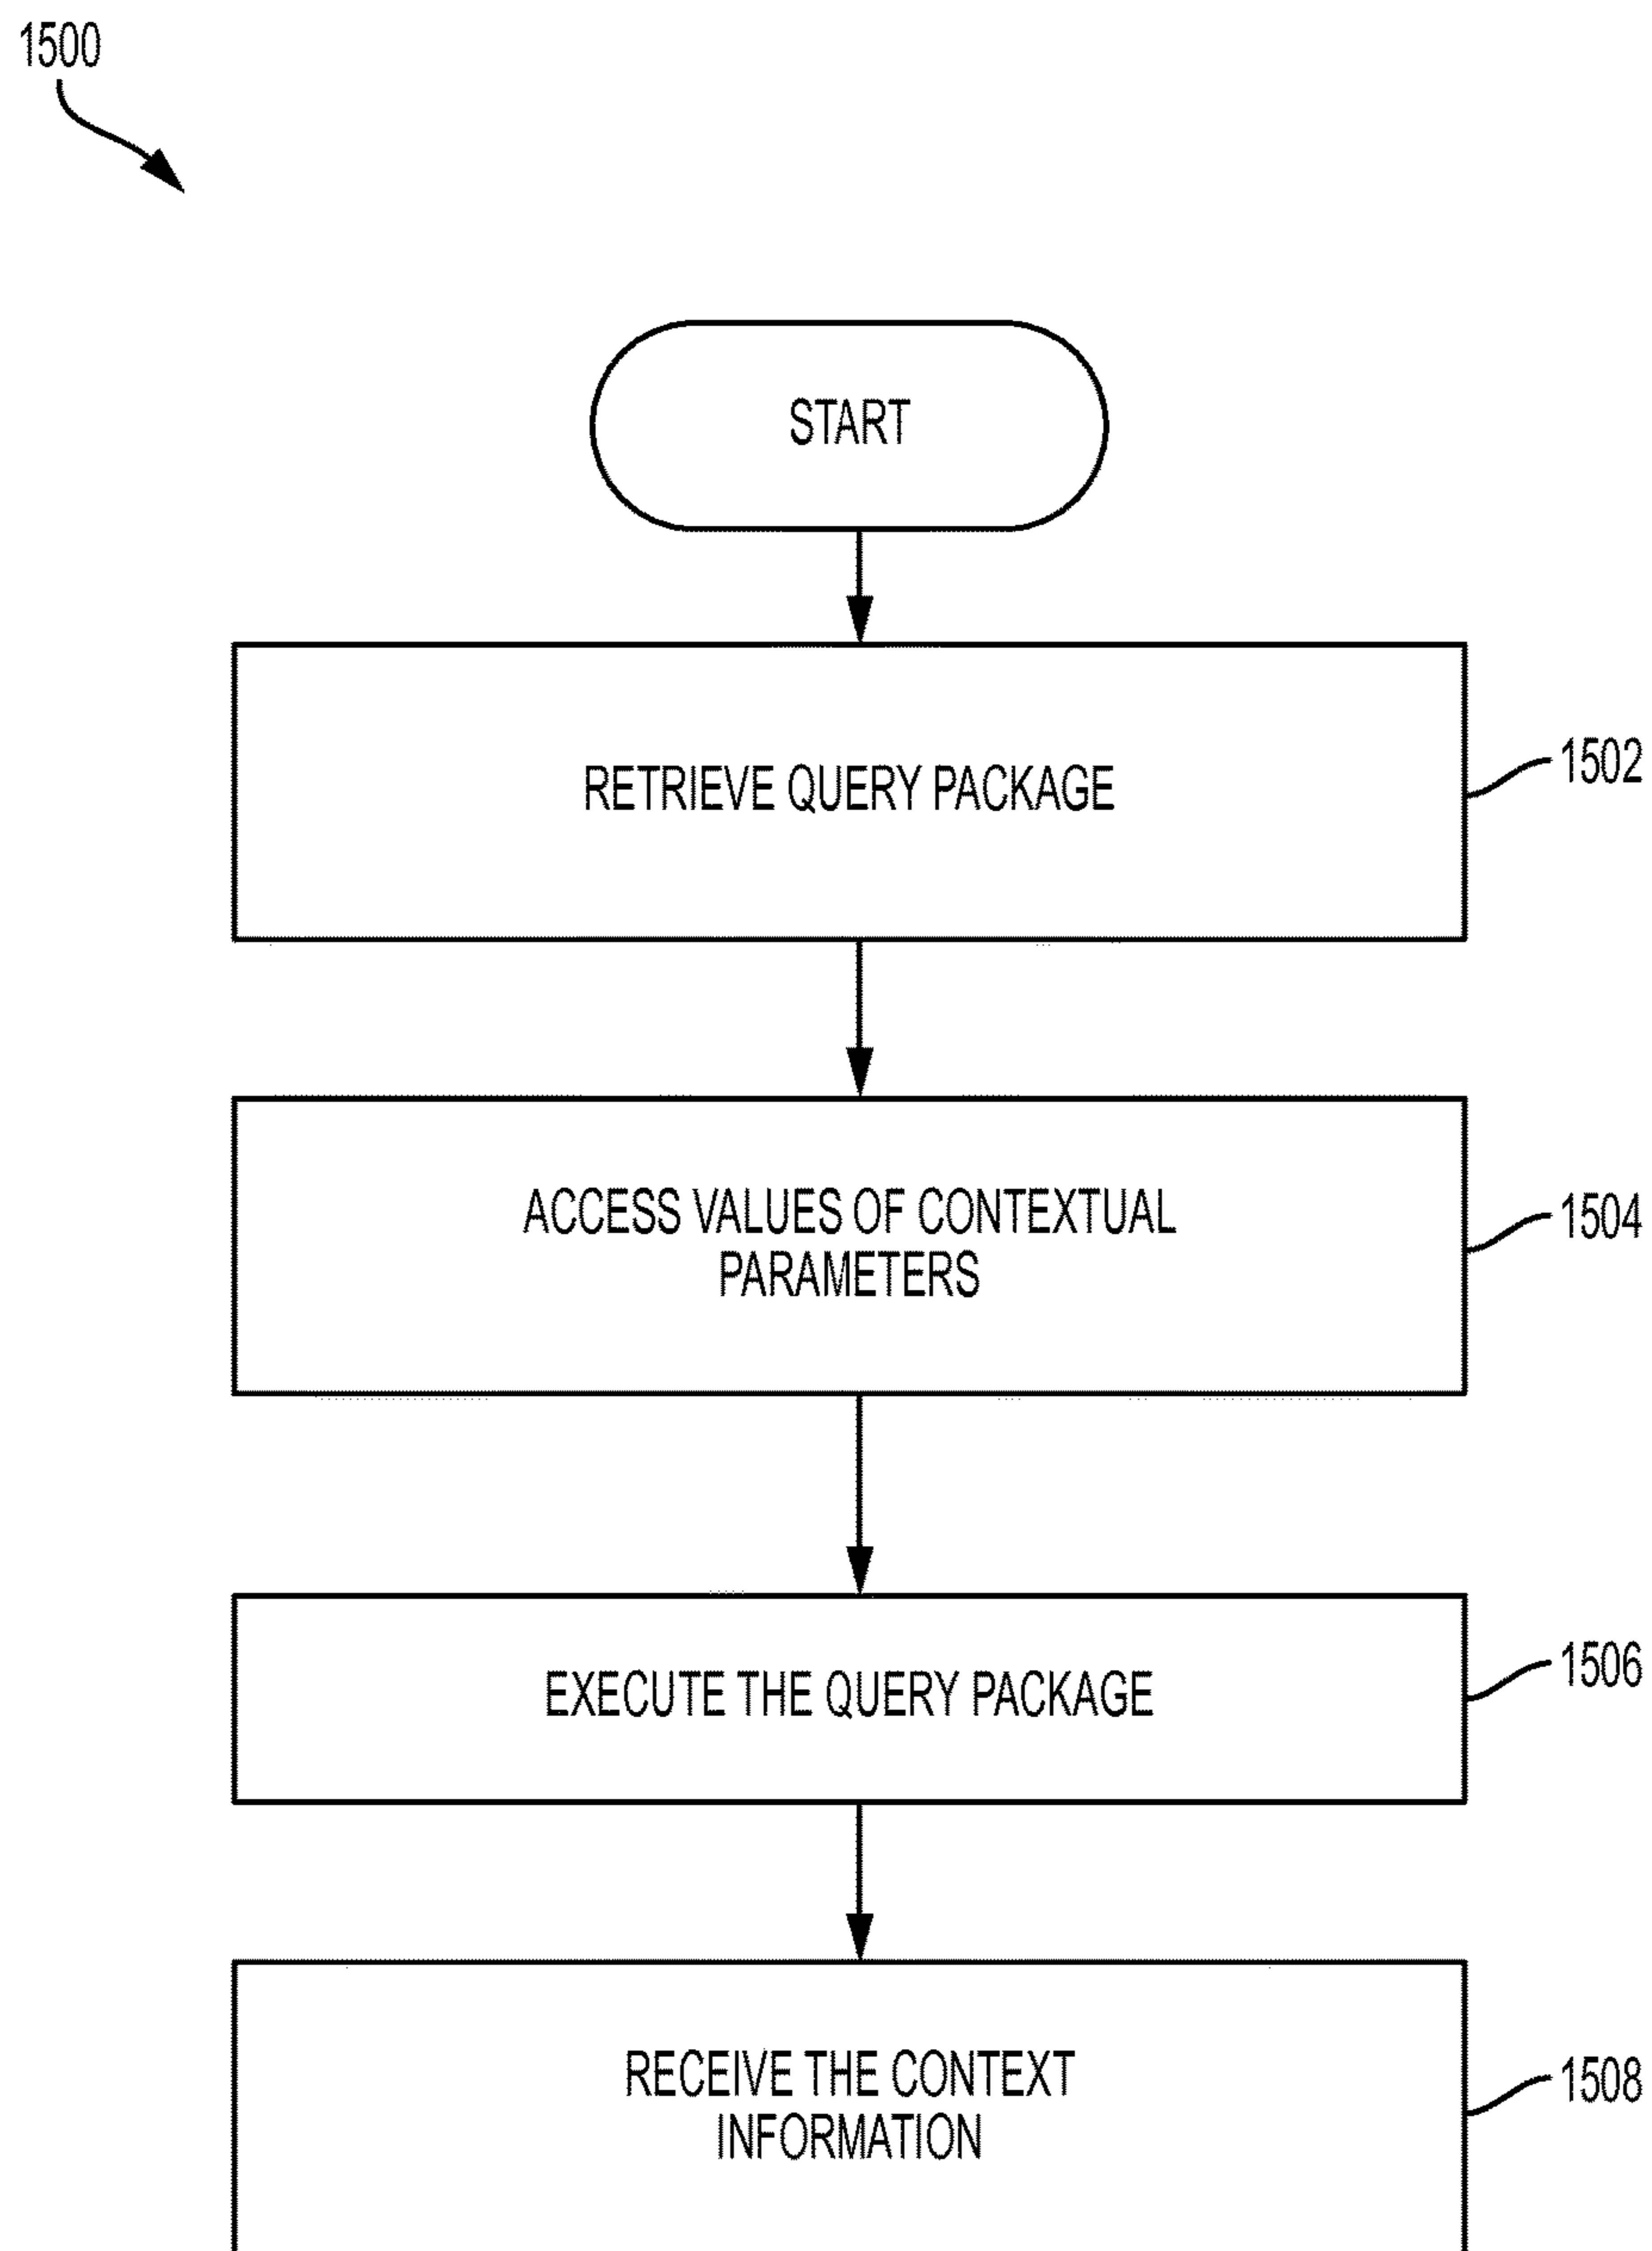 1500
START
RETRIEVE QUERY PACKAGE
1502
ACCESS VALUES OF CONTEXTUAL
PARAMETERS
1504
EXECUTE THE QUERY PACKAGE
1506
RECEIVE THE CONTEXT
INFORMATION
1508